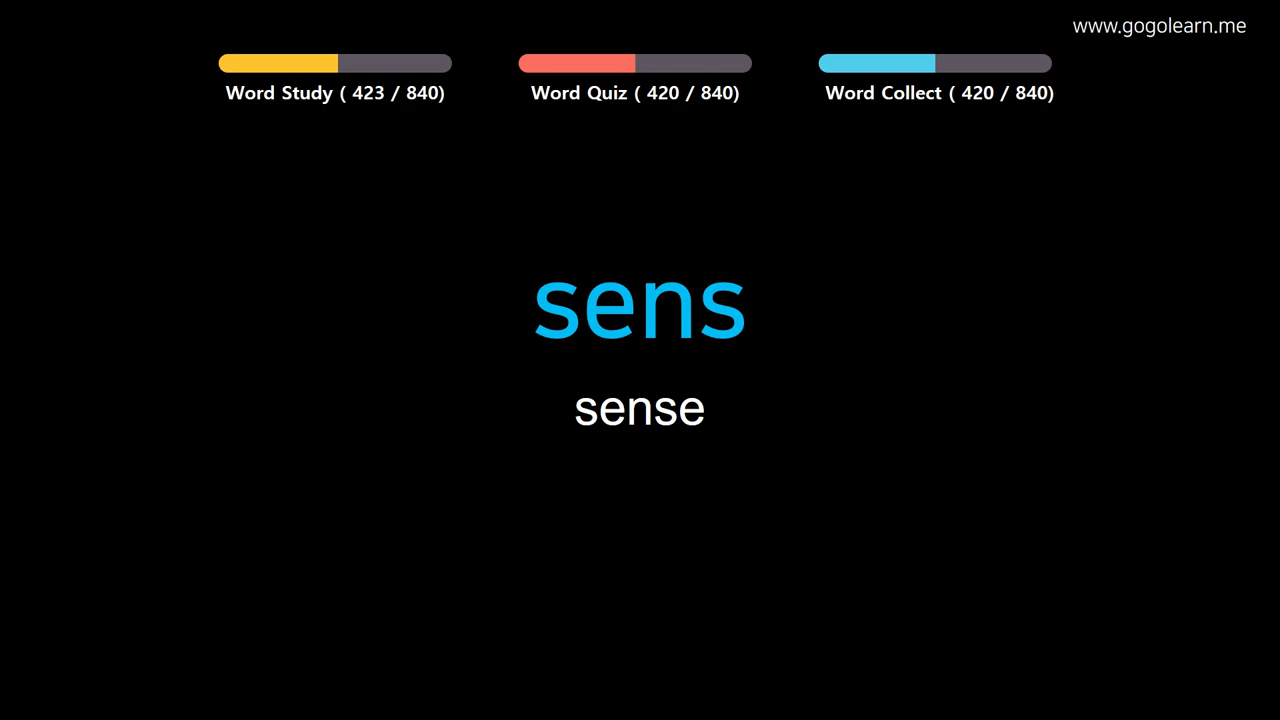 www.gogolearn.me
Word Study ( 423 / 840)
Word Quiz ( 420 / 840)
Word Collect ( 420 / 840)
sens
sense